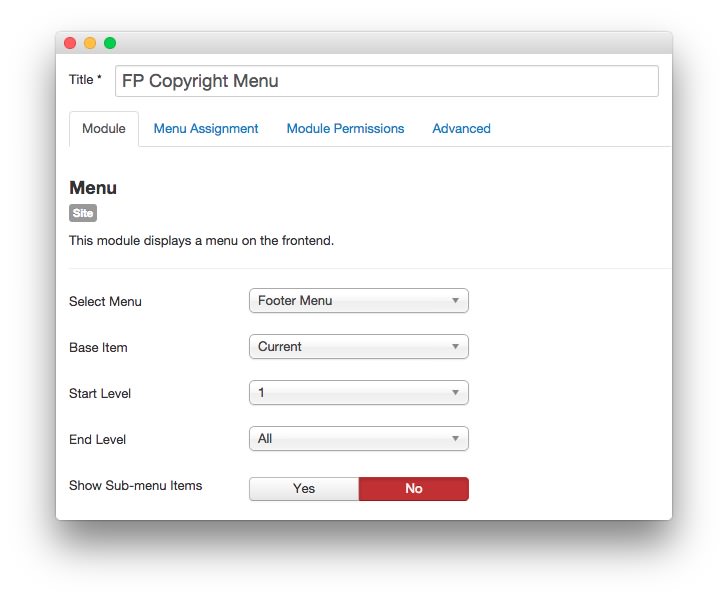 Title * FP Copyright Menu
Module Menu Assignment Module Permissions Advanced
Menu
Site
This module displays a menu on the frontend.
Select Menu Footer Menu
Base Item Current
Start Level 1
End Level All
Show Sub-menu Items Yes No